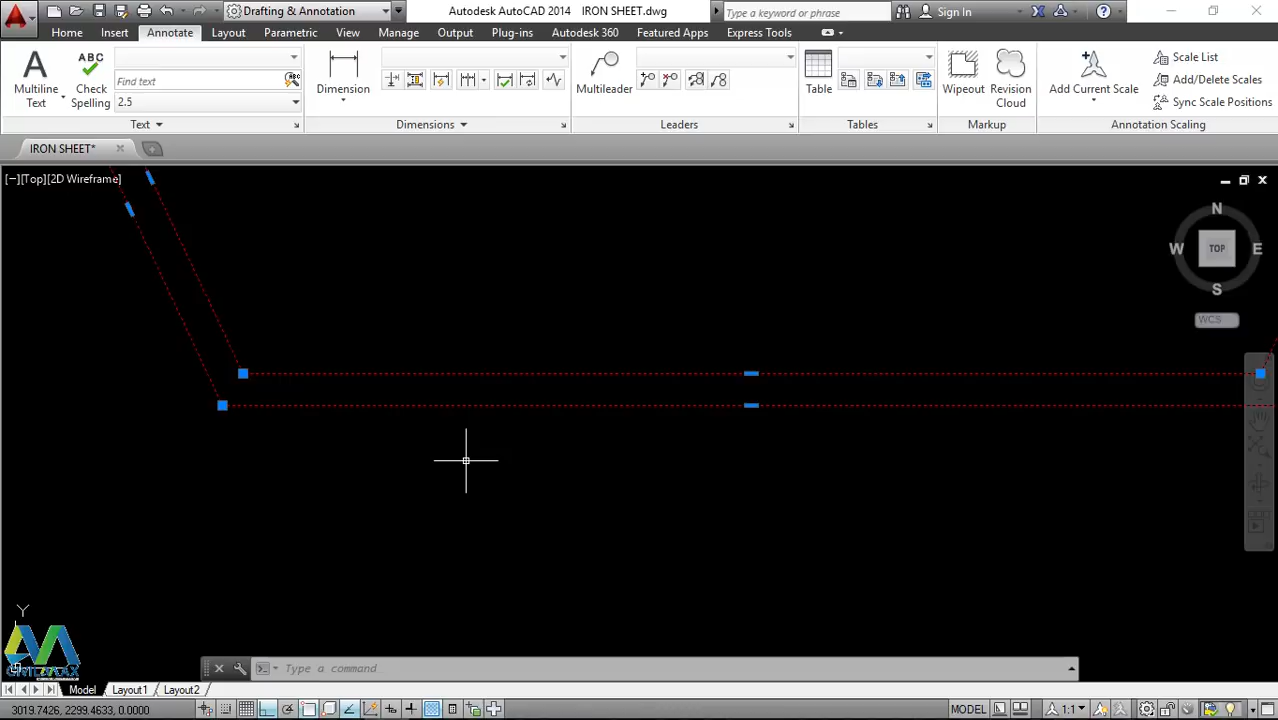 Drafting & Annotation
Autodesk AutoCAD 2014 IRON SHEET.dwg
Type a keyword or phrase
Sign In
Home Insert Annotate Layout Parametric View Manage Output Plug-ins Autodesk 360 Featured Apps Express Tools
A
Multiline
Text
ABC
Check
Spelling
Find text
2.5
Dimension
Multileader
Table
Wipeout
Revision
Cloud
Add Current Scale
Scale List
Add/Delete Scales
Sync Scale Positions
Text
Dimensions
Leaders
Tables
Markup
Annotation Scaling
IRON SHEET*
[−][Top][2D Wireframe]
N
W TOP E
S
WCS
Y
Type a command
Model Layout1 Layout2
3019.7426, 2299.4633, 0.0000
MODEL
1:1